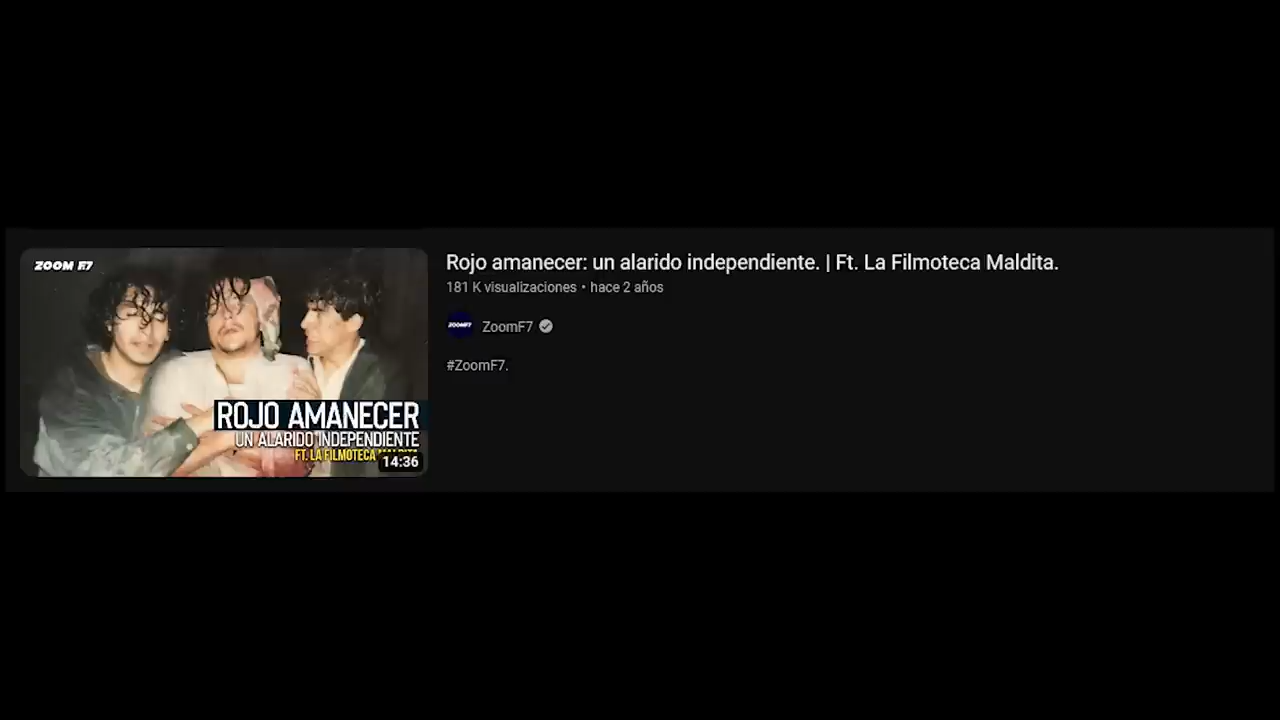 ZOOM F7
ROJO AMANECER
UN ALARIDO INDEPENDIENTE
FT. LA FILMOTECA
14:36
Rojo amanecer: un alarido independiente. | Ft. La Filmoteca Maldita.
181 K visualizaciones • hace 2 años
ZOOMF7
ZoomF7
#ZoomF7.